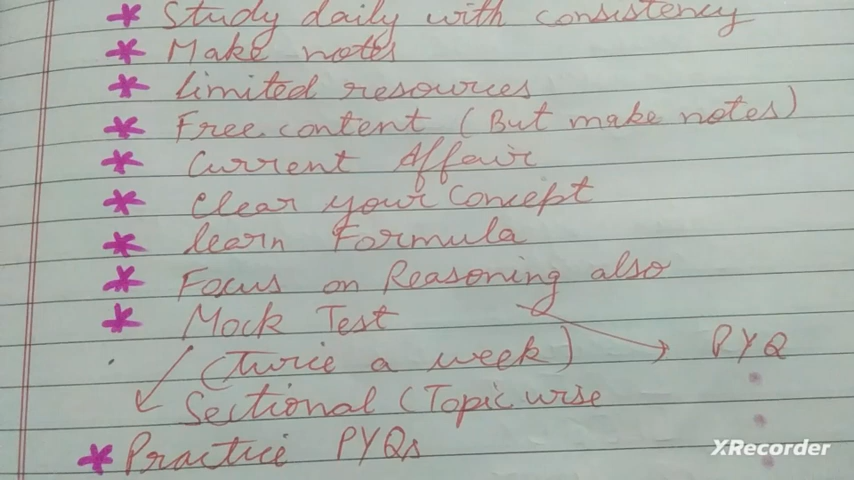 * Study daily with consistency
* Make notes
* limited resources
* Free content (But make notes)
* Current Affair
* Clear your Concept
* learn Formula
* Focus on Reasoning also
* Mock Test
(twice a week) PYQ
Sectional (Topic wise
* Practice PYQs
XRecorder